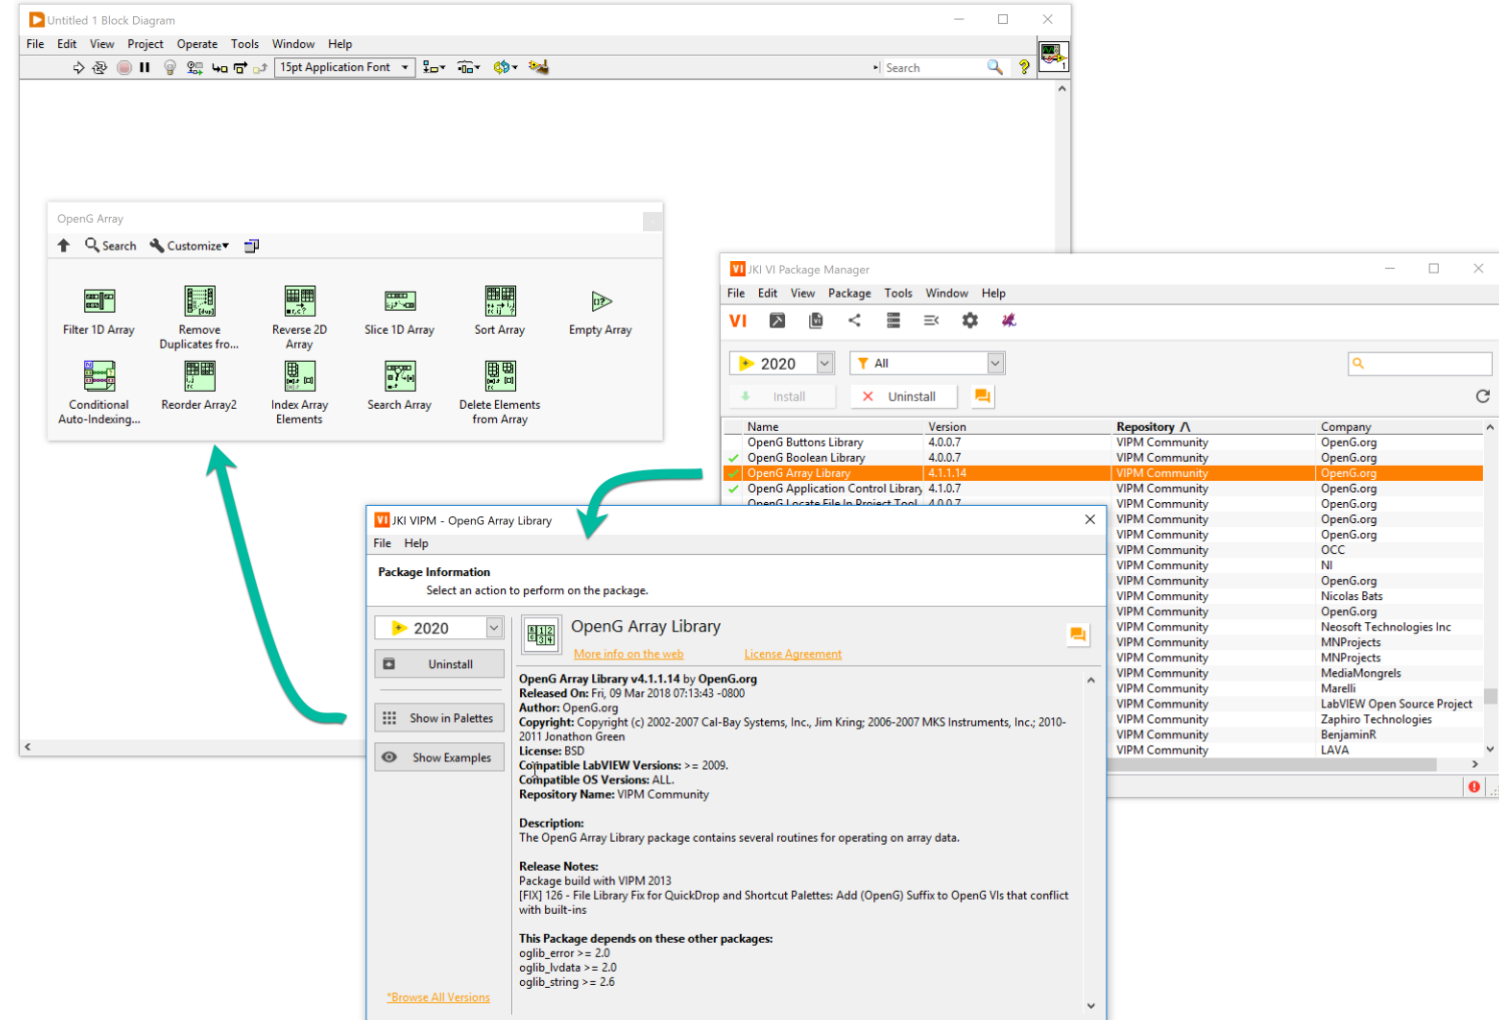 Untitled 1 Block Diagram
File Edit View Project Operate Tools Window Help
15pt Application Font
Search
1
OpenG Array
Search Customize
Filter 1D Array
Remove Duplicates fro...
Reverse 2D Array
Slice 1D Array
Sort Array
Empty Array
Conditional Auto-Indexing...
Reorder Array2
Index Array Elements
Search Array
Delete Elements from Array
VI JKI VI Package Manager
File Edit View Package Tools Window Help
VI
2020 All
Install Uninstall
Name Version Repository Company
OpenG Buttons Library 4.0.0.7 VIPM Community OpenG.org
OpenG Boolean Library 4.0.0.7 VIPM Community OpenG.org
OpenG Array Library 4.1.1.14 VIPM Community OpenG.org
OpenG Application Control Library 4.1.0.7 VIPM Community OpenG.org
OpenG Locate File In Project Tool 4.0.0.7 VIPM Community OpenG.org
VIPM Community OpenG.org
VIPM Community OpenG.org
VIPM Community OCC
VIPM Community NI
VIPM Community OpenG.org
VIPM Community Nicolas Bats
VIPM Community OpenG.org
VIPM Community Neosoft Technologies Inc
VIPM Community MNProjects
VIPM Community MNProjects
VIPM Community MediaMongrels
VIPM Community Marelli
VIPM Community LabVIEW Open Source Project
VIPM Community Zaphiro Technologies
VIPM Community BenjaminR
VIPM Community LAVA
VI JKI VIPM - OpenG Array Library
File Help
Package Information
Select an action to perform on the package.
2020
Uninstall
Show in Palettes
Show Examples
*Browse All Versions
OpenG Array Library
More info on the web License Agreement
OpenG Array Library v4.1.1.14 by OpenG.org
Released On: Fri, 09 Mar 2018 07:13:43 -0800
Author: OpenG.org
Copyright: Copyright (c) 2002-2007 Cal-Bay Systems, Inc., Jim Kring; 2006-2007 MKS Instruments, Inc.; 2010-
2011 Jonathon Green
License: BSD
Compatible LabVIEW Versions: >= 2009.
Compatible OS Versions: ALL.
Repository Name: VIPM Community
Description:
The OpenG Array Library package contains several routines for operating on array data.
Release Notes:
Package build with VIPM 2013
[FIX] 126 - File Library Fix for QuickDrop and Shortcut Palettes: Add (OpenG) Suffix to OpenG VIs that conflict
with built-ins
This Package depends on these other packages:
oglib_error >= 2.0
oglib_lvdata >= 2.0
oglib_string >= 2.6